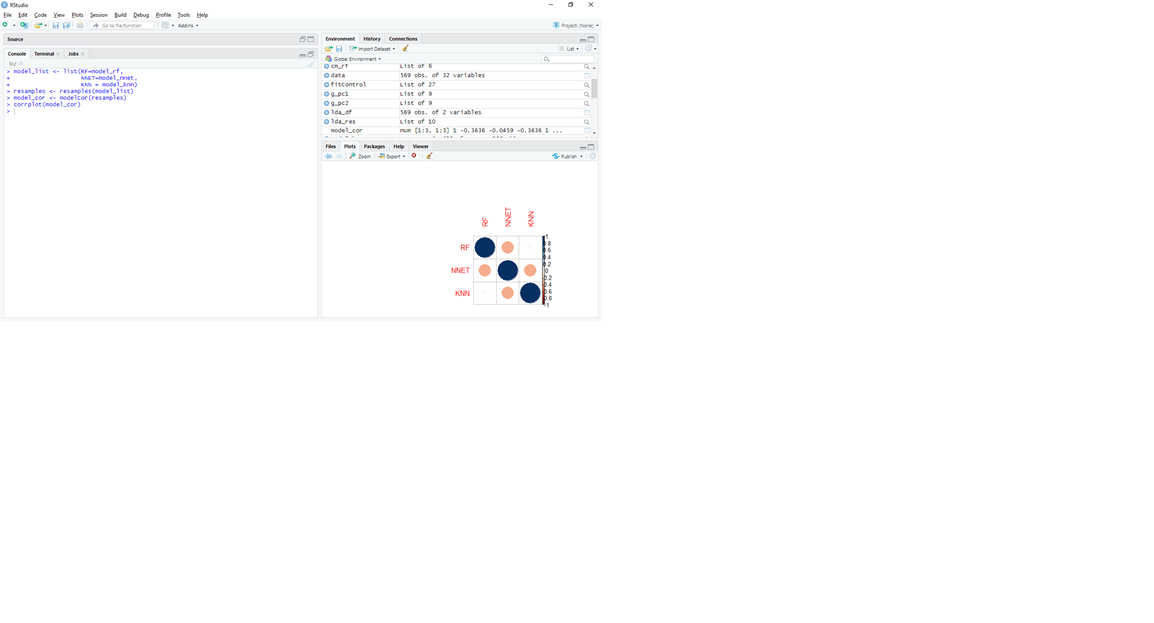 RStudio
File Edit Code View Plots Session Build Debug Profile Tools Help
Go to file/function Addins
Project: (None)
Source
Console Terminal Jobs
D:/
> model_list <- list(RF=model_rf,
+ NNET=model_nnet,
+ KNN = model_knn)
> resamples <- resamples(model_list)
> model_cor <- modelCor(resamples)
> corrplot(model_cor)
>
Environment History Connections
Import Dataset List
Global Environment
cm_rf List of 6
data 569 obs. of 32 variables
fitControl List of 27
g_pc1 List of 9
g_pc2 List of 9
lda_df 569 obs. of 2 variables
lda_res List of 10
model_cor num [1:3, 1:3] 1 -0.3636 -0.0459 -0.3636 1 ...
Files Plots Packages Help Viewer
Zoom Export Publish
RF NNET KNN
RF
NNET
KNN
1
0.8
0.6
0.4
0.2
0
-0.2
-0.4
-0.6
-0.8
-1